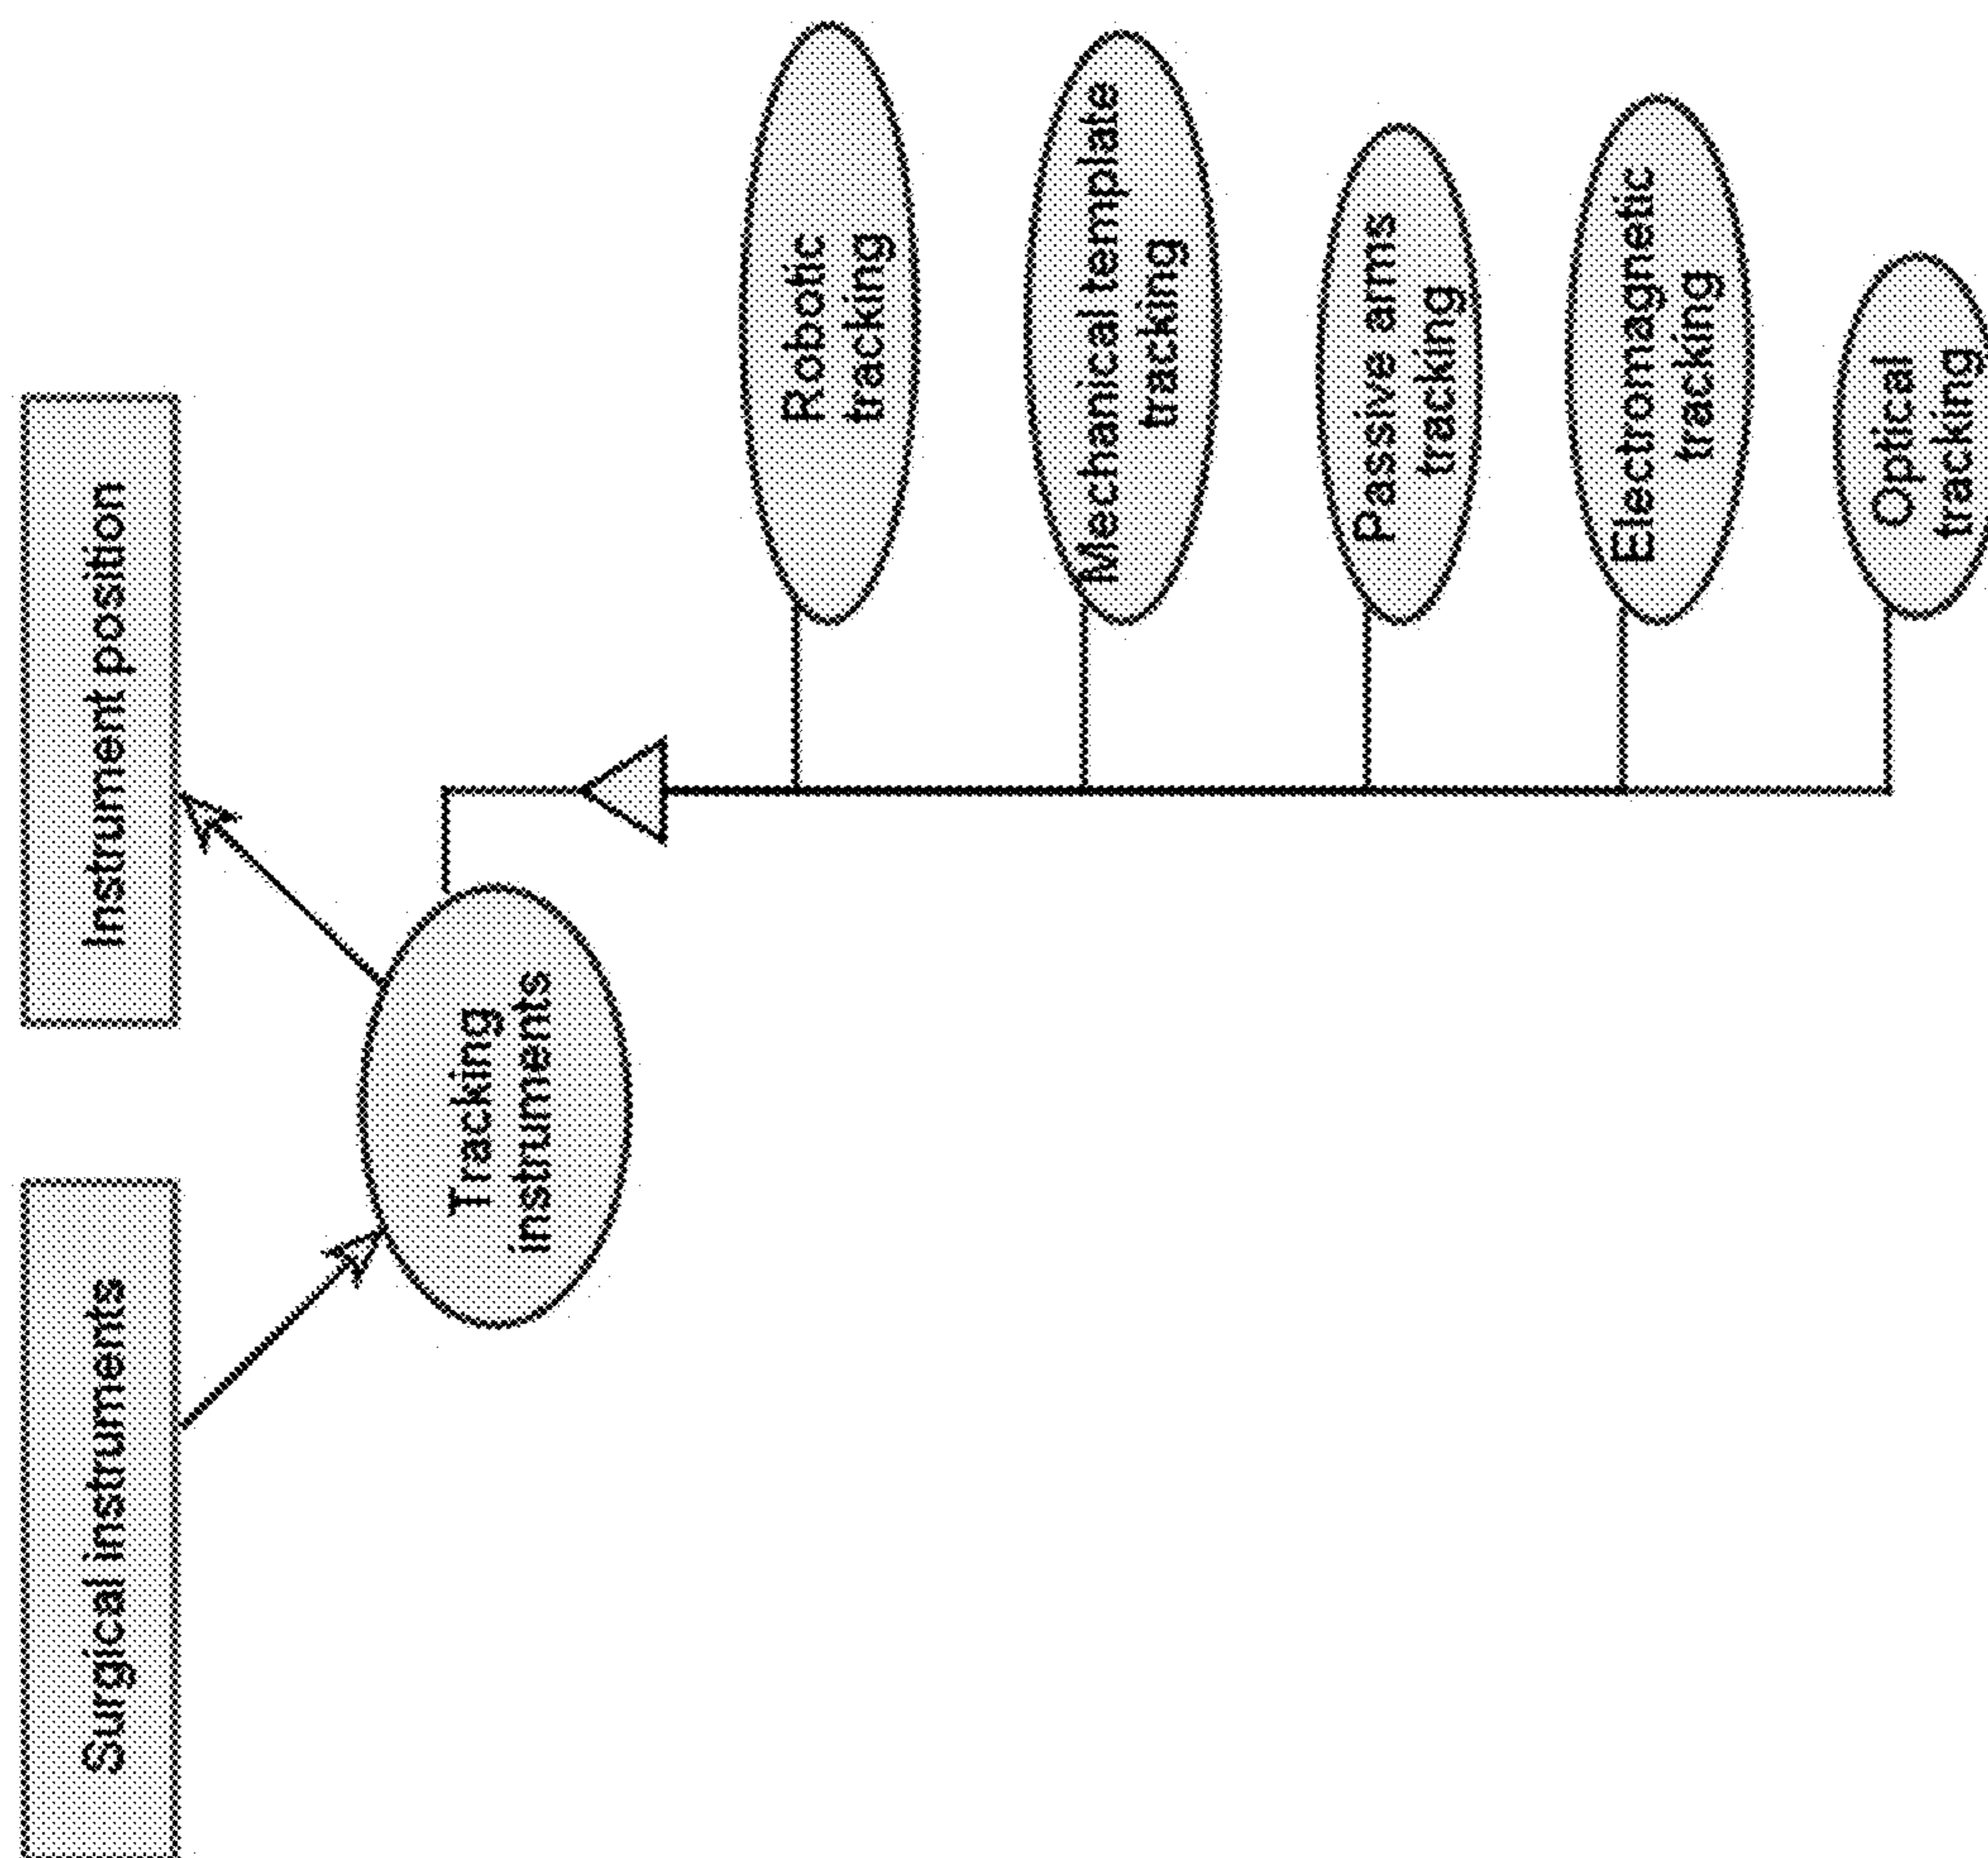 Surgical instruments
Instrument position
Tracking
instruments
Robotic
tracking
Mechanical template
tracking
Passive arms
tracking
Electromagnetic
tracking
Optical
tracking